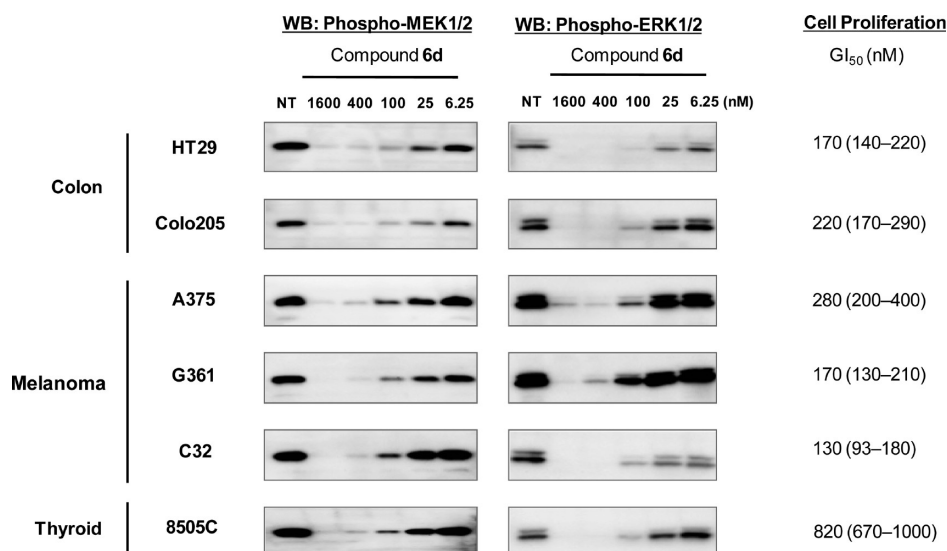 WB: Phospho-MEK1/2 WB: Phospho-ERK1/2 Cell Proliferation
Compound 6d Compound 6d GI50 (nM)
NT 1600 400 100 25 6.25 NT 1600 400 100 25 6.25 (nM)
HT29 170 (140–220)
Colon
Colo205 220 (170–290)
A375 280 (200–400)
Melanoma G361 170 (130–210)
C32 130 (93–180)
Thyroid 8505C 820 (670–1000)